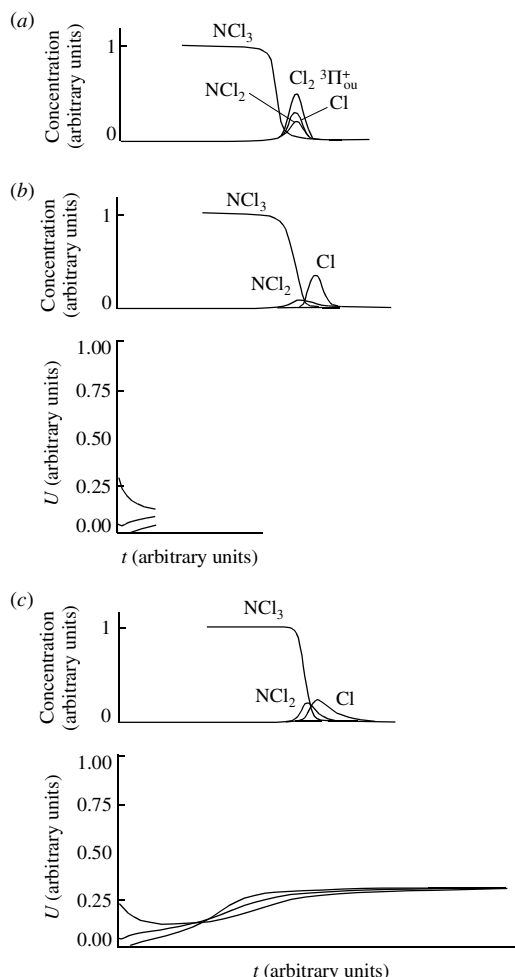 (a)
Concentration
(arbitrary units)
1
0
NCl₃
NCl₂
Cl₂ ³Π⁺ₒᵤ
Cl
(b)
Concentration
(arbitrary units)
1
0
NCl₃
NCl₂
Cl
U (arbitrary units)
1.00
0.75
0.50
0.25
0.00
t (arbitrary units)
(c)
Concentration
(arbitrary units)
1
0
NCl₃
NCl₂
Cl
U (arbitrary units)
1.00
0.75
0.50
0.25
0.00
t (arbitrary units)